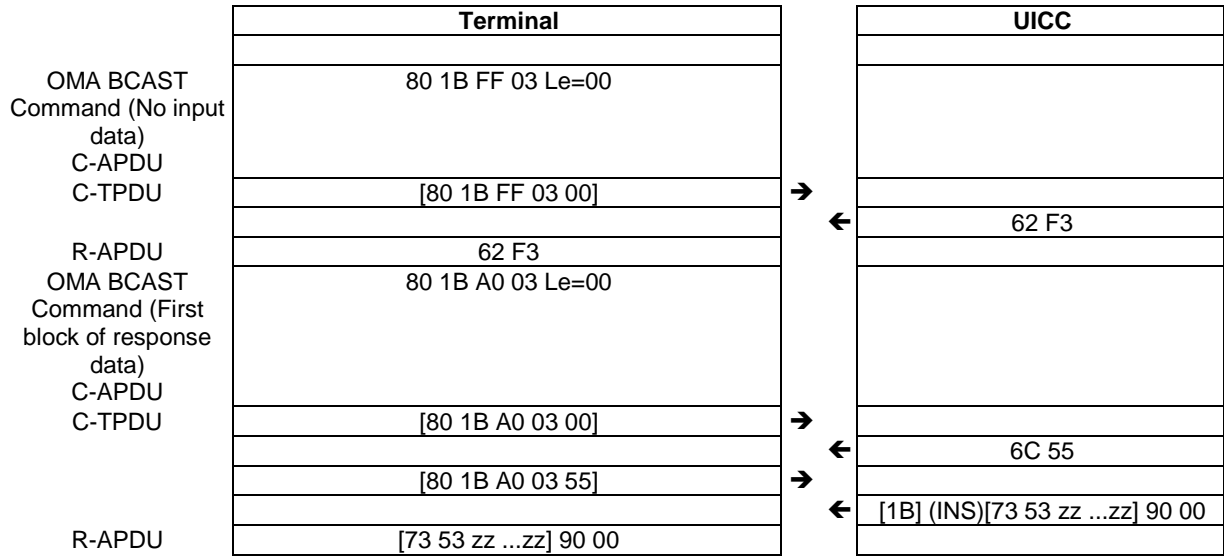 Terminal UICC
OMA BCAST 80 1B FF 03 Le=00
Command (No input
data)
C-APDU
C-TPDU [80 1B FF 03 00] ➔
🡰 62 F3
R-APDU 62 F3
OMA BCAST 80 1B A0 03 Le=00
Command (First
block of response
data)
C-APDU
C-TPDU [80 1B A0 03 00] ➔
🡰 6C 55
[80 1B A0 03 55] ➔
🡰 [1B] (INS)[73 53 zz ...zz] 90 00
R-APDU [73 53 zz ...zz] 90 00